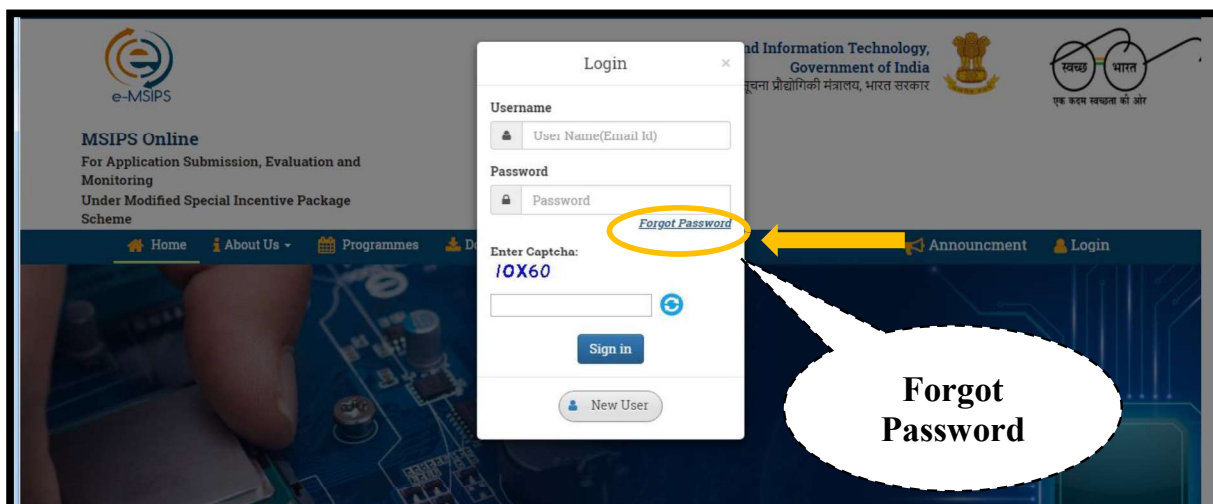 e-MSIPS
MSIPS Online
For Application Submission, Evaluation and
Monitoring
Under Modified Special Incentive Package
Scheme
nd Information Technology,
Government of India
सूचना प्रौद्योगिकी मंत्रालय, भारत सरकार
स्वच्छ भारत
एक कदम स्वच्छता की ओर
Home About Us Programmes Do Announcment Login
Login ×
Username
User Name(Email Id)
Password
Password
Forgot Password
Enter Captcha:
10X60
Sign in
New User
Forgot
Password